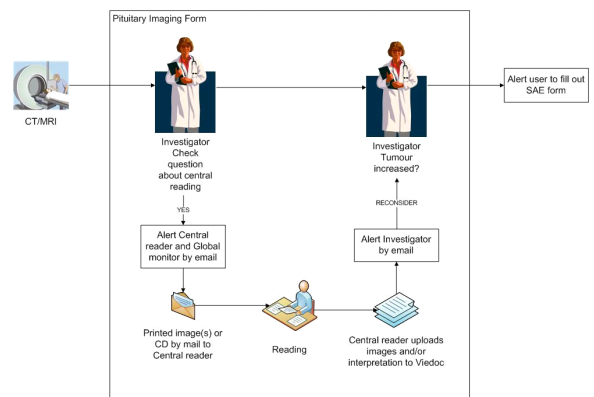 Pituitary Imaging Form
CT/MRI
Investigator
Check
question
about central
reading
Investigator
Tumour
increased?
Alert user to fill out
SAE form
YES
RECONSIDER
Alert Central
reader and Global
monitor by email
Alert Investigator
by email
Printed image(s) or
CD by mail to
Central reader
Reading
Central reader uploads
images and/or
interpretation to Viedoc